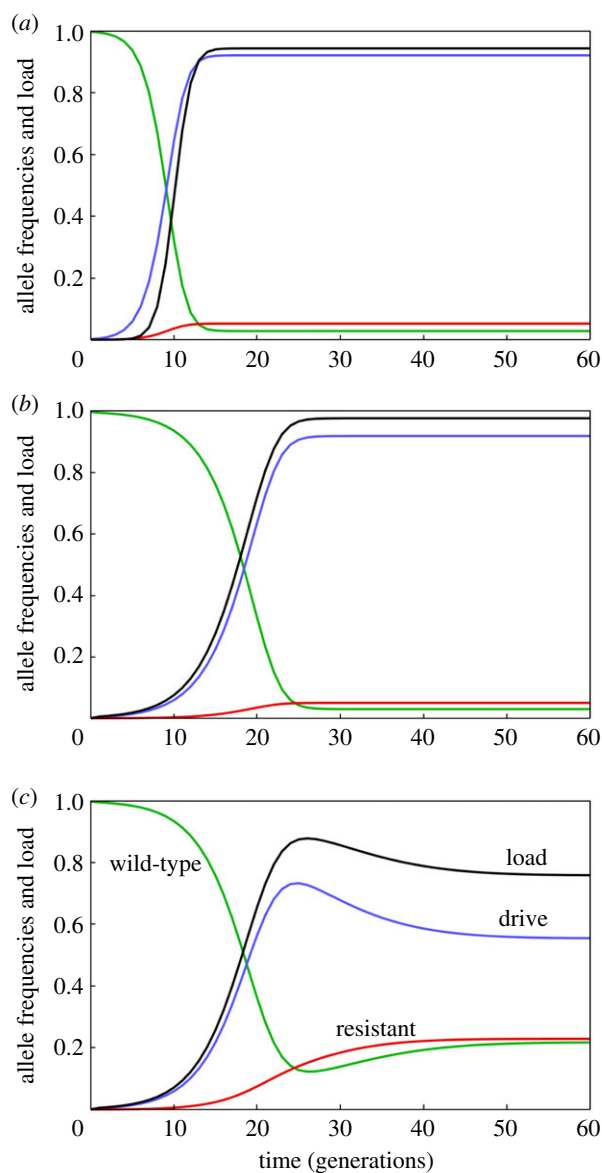 (a)
1.0
0.8
0.6
0.4
0.2
allele frequencies and load
0 10 20 30 40 50 60
(b)
1.0
0.8
0.6
0.4
0.2
allele frequencies and load
0 10 20 30 40 50 60
(c)
1.0
0.8
0.6
0.4
0.2
allele frequencies and load
wild-type
load
drive
resistant
0 10 20 30 40 50 60
time (generations)